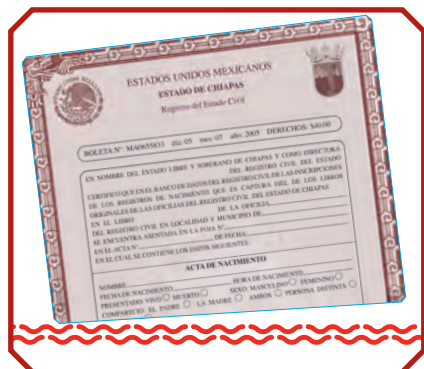 ESTADOS UNIDOS MEXICANOS
ESTADO DE CHIAPAS
Registro del Estado Civil
BOLETA N°: MA0655833 día: 05 mes: 07 año: 2005 DERECHOS: $40.00
EN NOMBRE DEL ESTADO LIBRE Y SOBERANO DE CHIAPAS Y COMO DIRECTORA
DEL REGISTRO CIVIL DEL ESTADO
CERTIFICO QUE EN EL BANCO DE DATOS DEL REGISTRO CIVIL DE LAS INSCRIPCIONES
DE LOS REGISTROS DE NACIMIENTO QUE ES CAPTURA FIEL DE LOS LIBROS
ORIGINALES DE LAS OFICILIAS DEL REGISTRO CIVIL DEL ESTADO DE CHIAPAS
EN EL LIBRO DE LA OFICILIA
DEL REGISTRO CIVIL EN LOCALIDAD Y MUNICIPIO DE
SE ENCUENTRA ASENTADA EN LA FOJA N°
EN EL ACTA N° DE FECHA
EN EL CUAL SE CONTIENE LOS DATOS SIGUIENTES:
ACTA DE NACIMIENTO
NOMBRE
FECHA DE NACIMIENTO HORA DE NACIMIENTO
PRESENTADO VIVO MUERTO SEXO MASCULINO FEMENINO
COMPARECIO: EL PADRE LA MADRE AMBOS PERSONA DISTINTA